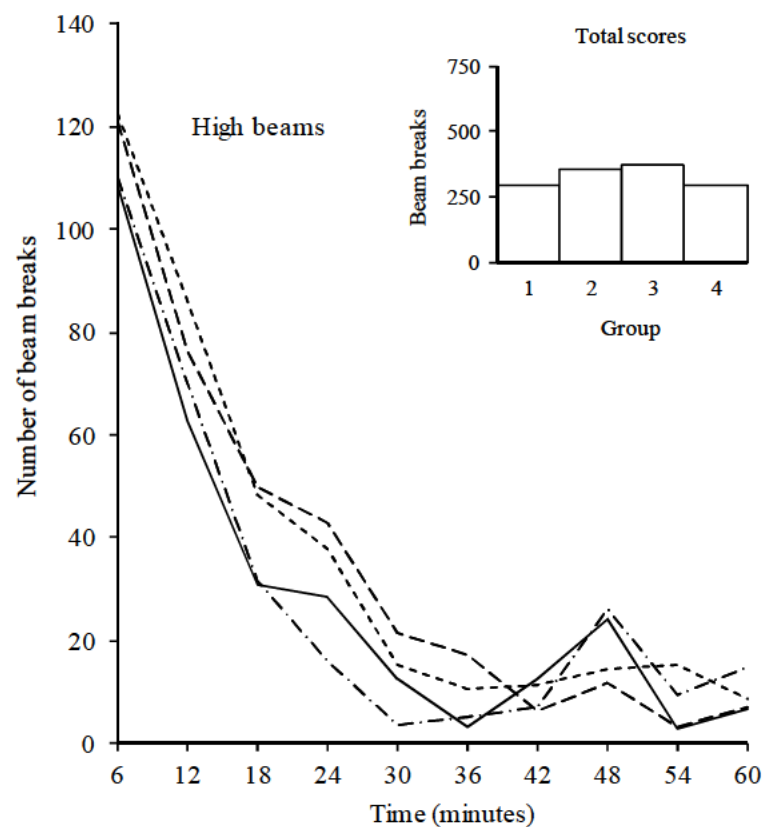 140
120
100
80
60
40
20
0
Number of beam breaks
High beams
6 12 18 24 30 36 42 48 54 60
Time (minutes)
Total scores
750
500
250
0
Beam breaks
1 2 3 4
Group